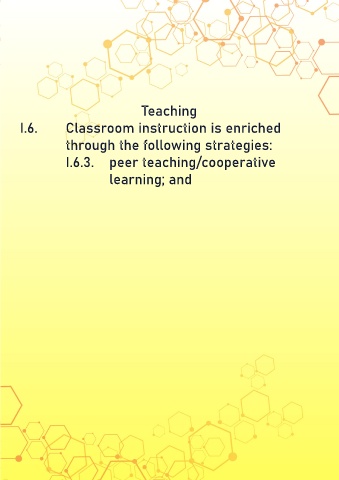 Teaching
I.6. Classroom instruction is enriched
through the following strategies:
I.6.3. peer teaching/cooperative
learning; and